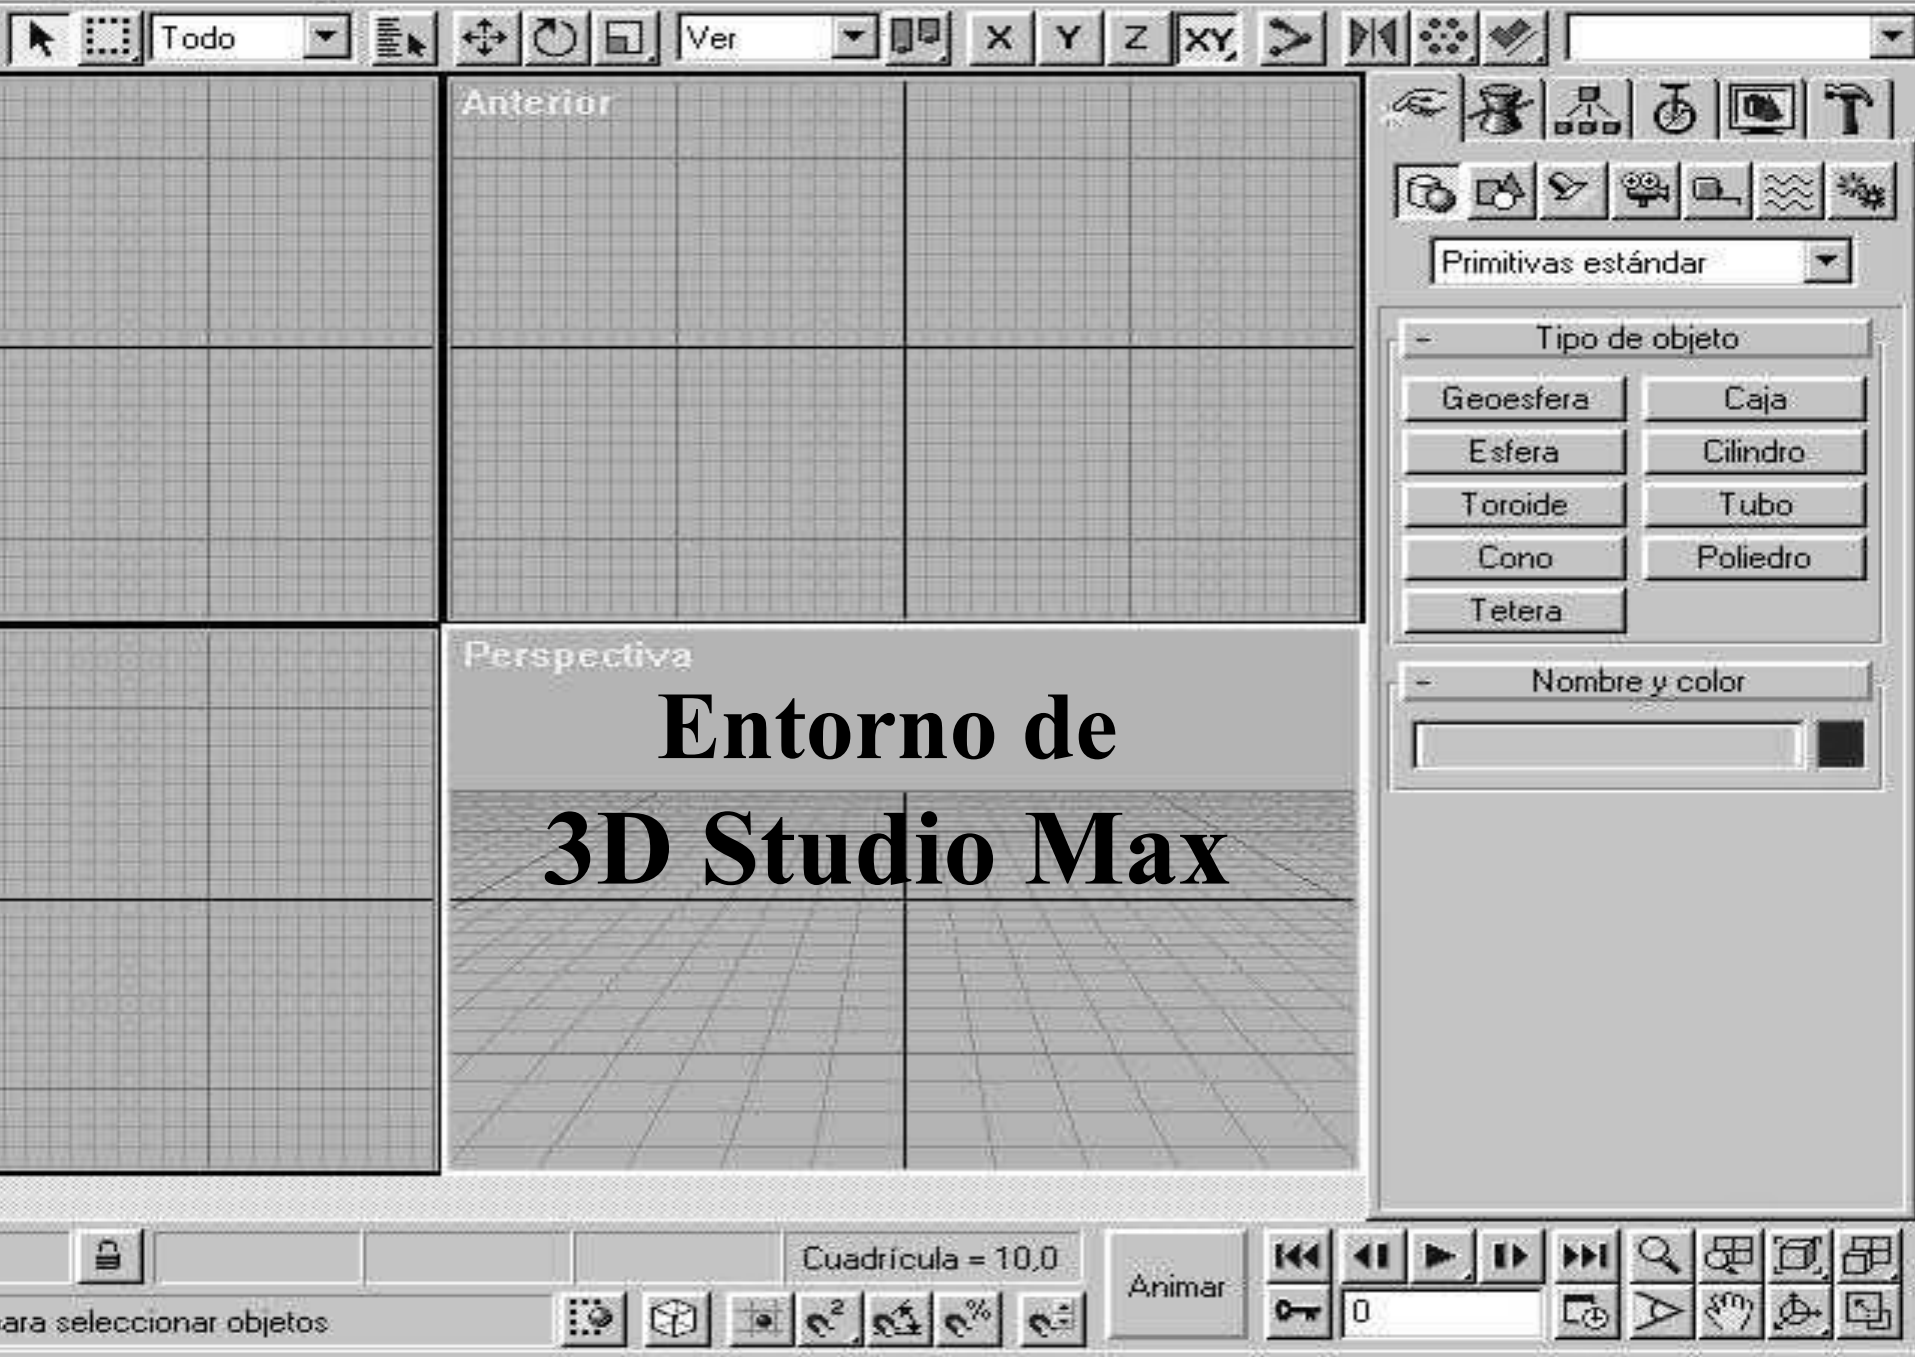 Todo
Ver
X Y Z XY
Anterior
Primitivas estándar
- Tipo de objeto
Geoesfera Caja
Esfera Cilindro
Toroide Tubo
Cono Poliedro
Tetera
Perspectiva
- Nombre y color
Entorno de
3D Studio Max
Cuadrícula = 10,0
Animar
0
seleccionar objetos
2
%